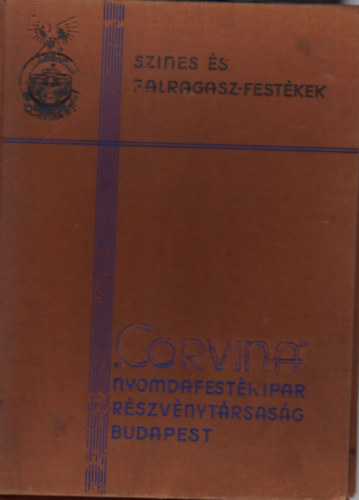 SZINES ÉS
FALRAGASZ-FESTÉKEK
„CORVINA"
NYOMDAFESTÉKIPAR
RÉSZVÉNYTÁRSASÁG
BUDAPEST